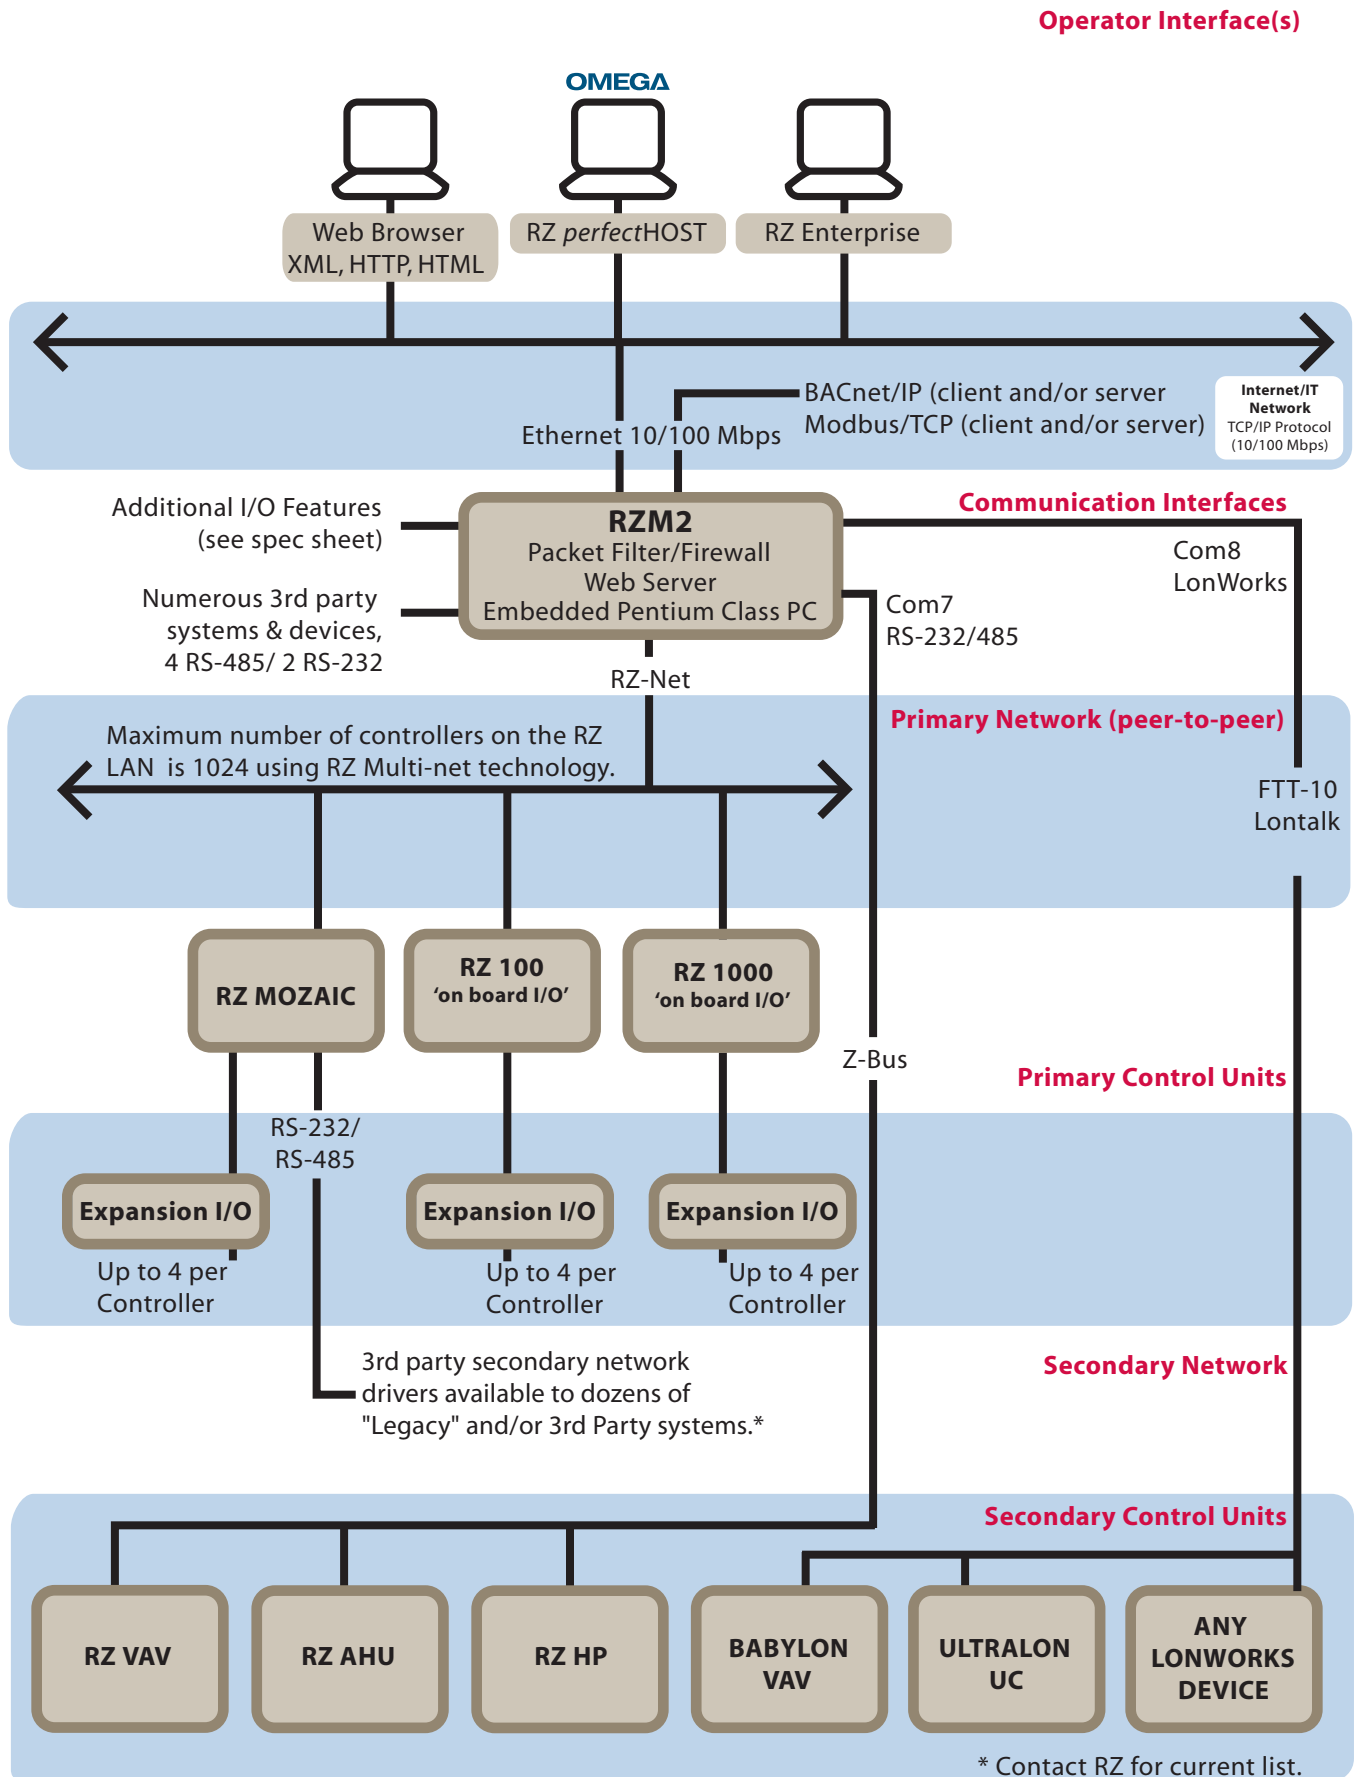 Operator Interface(s)
OMEGA
Web Browser
XML, HTTP, HTML
RZ perfectHOST
RZ Enterprise
BACnet/IP (client and/or server
Modbus/TCP (client and/or server)
Internet/IT
Network
TCP/IP Protocol
(10/100 Mbps)
Ethernet 10/100 Mbps
Additional I/O Features
(see spec sheet)
Numerous 3rd party
systems & devices,
4 RS-485/ 2 RS-232
RZM2
Packet Filter/Firewall
Web Server
Embedded Pentium Class PC
Communication Interfaces
Com8
LonWorks
Com7
RS-232/485
RZ-Net
Primary Network (peer-to-peer)
Maximum number of controllers on the RZ
LAN is 1024 using RZ Multi-net technology.
FTT-10
Lontalk
RZ MOZAIC
RZ 100
'on board I/O'
RZ 1000
'on board I/O'
Z-Bus
Primary Control Units
RS-232/
RS-485
Expansion I/O
Expansion I/O
Expansion I/O
Up to 4 per
Controller
Up to 4 per
Controller
Up to 4 per
Controller
3rd party secondary network
drivers available to dozens of
"Legacy" and/or 3rd Party systems.*
Secondary Network
Secondary Control Units
RZ VAV
RZ AHU
RZ HP
BABYLON
VAV
ULTRALON
UC
ANY
LONWORKS
DEVICE
* Contact RZ for current list.